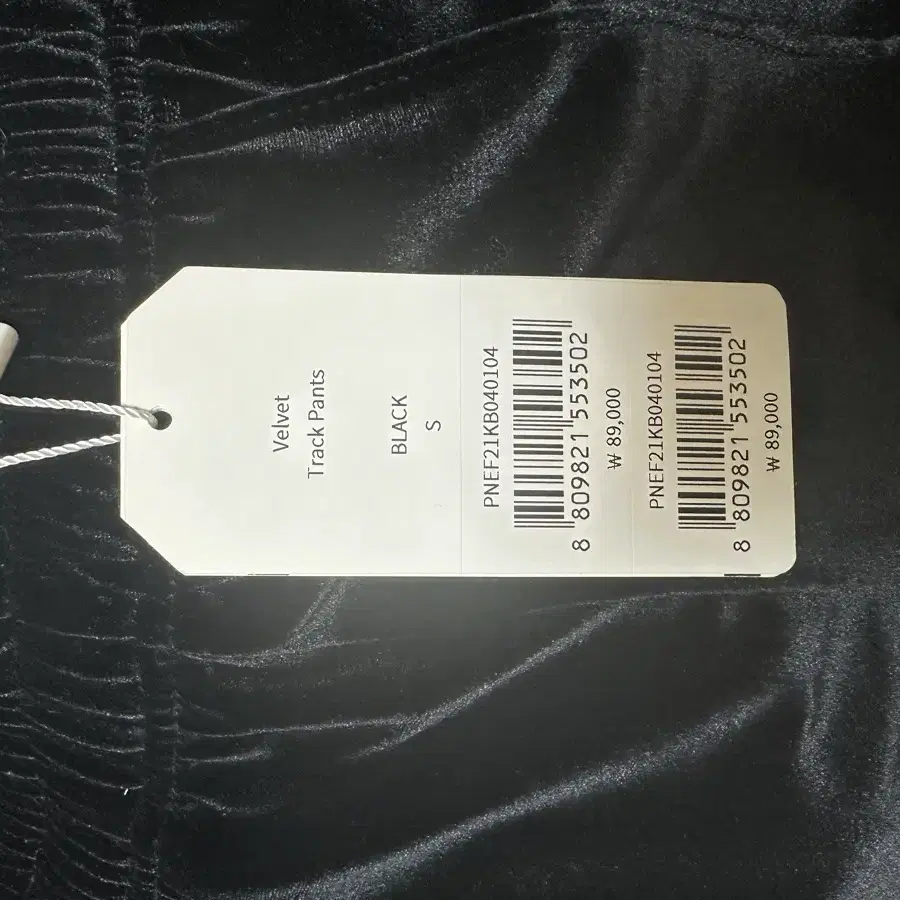 Velvet
Track Pants
BLACK
S
PNEF21KB040104
8 809821 553502
₩ 89,000
PNEF21KB040104
8 809821 553502
₩ 89,000